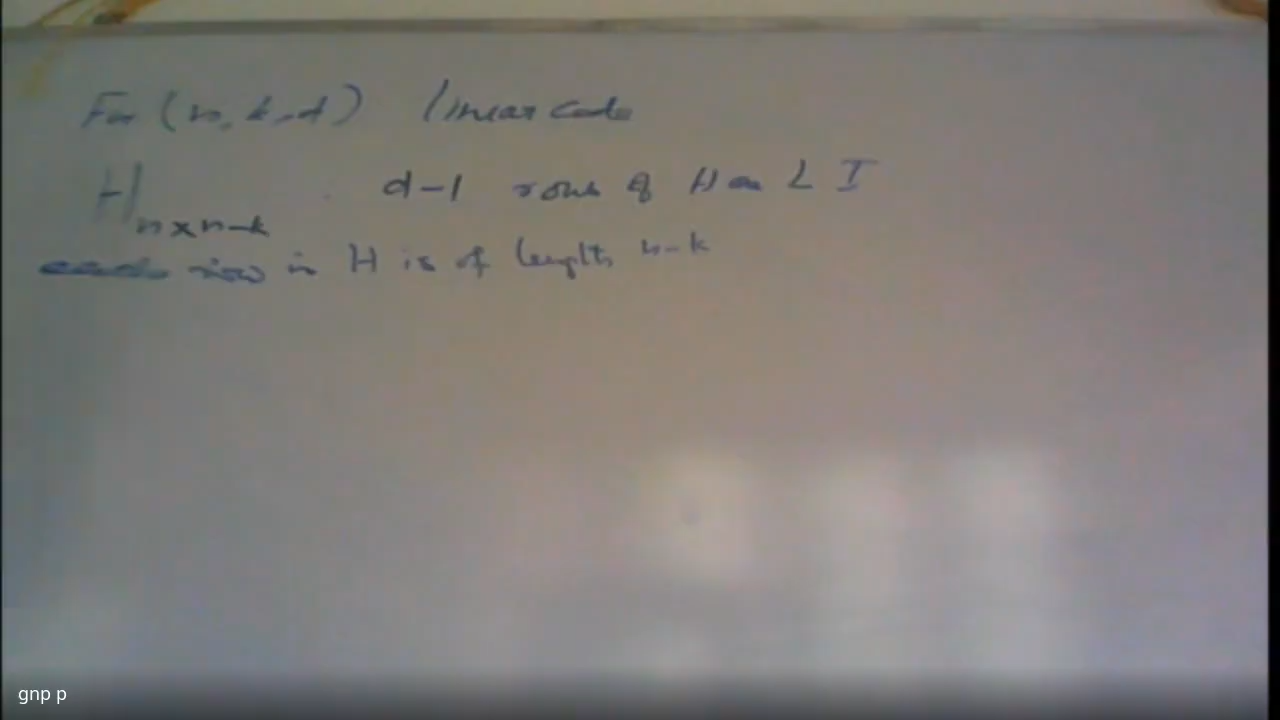 For (n, k, d) linear code
H n×n-k d-1 rows of H are L I
each row in H is of length n-k
gnp p